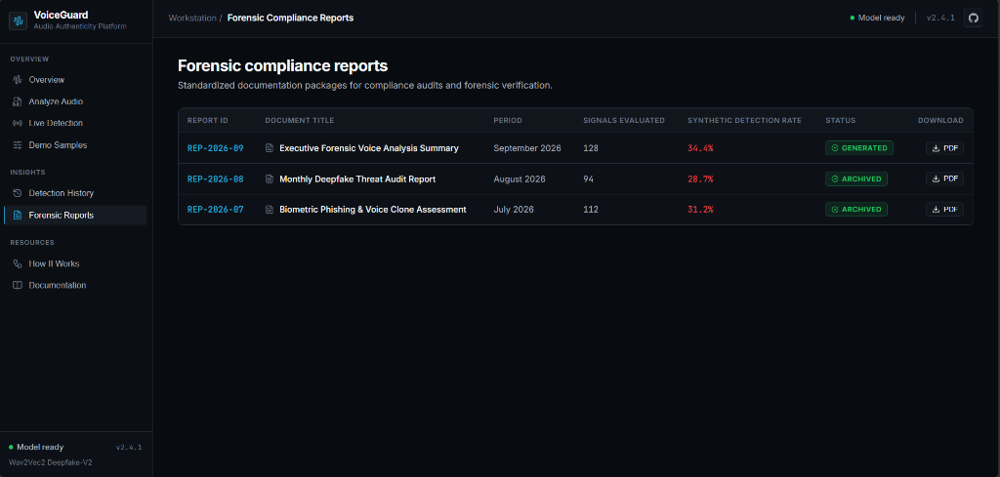 VoiceGuard
Audio Authenticity Platform
OVERVIEW
Overview
Analyze Audio
Live Detection
Demo Samples
INSIGHTS
Detection History
Forensic Reports
RESOURCES
How It Works
Documentation
Model ready v2.4.1
Wav2Vec2 Deepfake-V2
Workstation / Forensic Compliance Reports
Model ready v2.4.1
Forensic compliance reports
Standardized documentation packages for compliance audits and forensic verification.
REPORT ID DOCUMENT TITLE PERIOD SIGNALS EVALUATED SYNTHETIC DETECTION RATE STATUS DOWNLOAD
REP-2026-09 Executive Forensic Voice Analysis Summary September 2026 128 34.4% GENERATED PDF
REP-2026-08 Monthly Deepfake Threat Audit Report August 2026 94 28.7% ARCHIVED PDF
REP-2026-07 Biometric Phishing & Voice Clone Assessment July 2026 112 31.2% ARCHIVED PDF